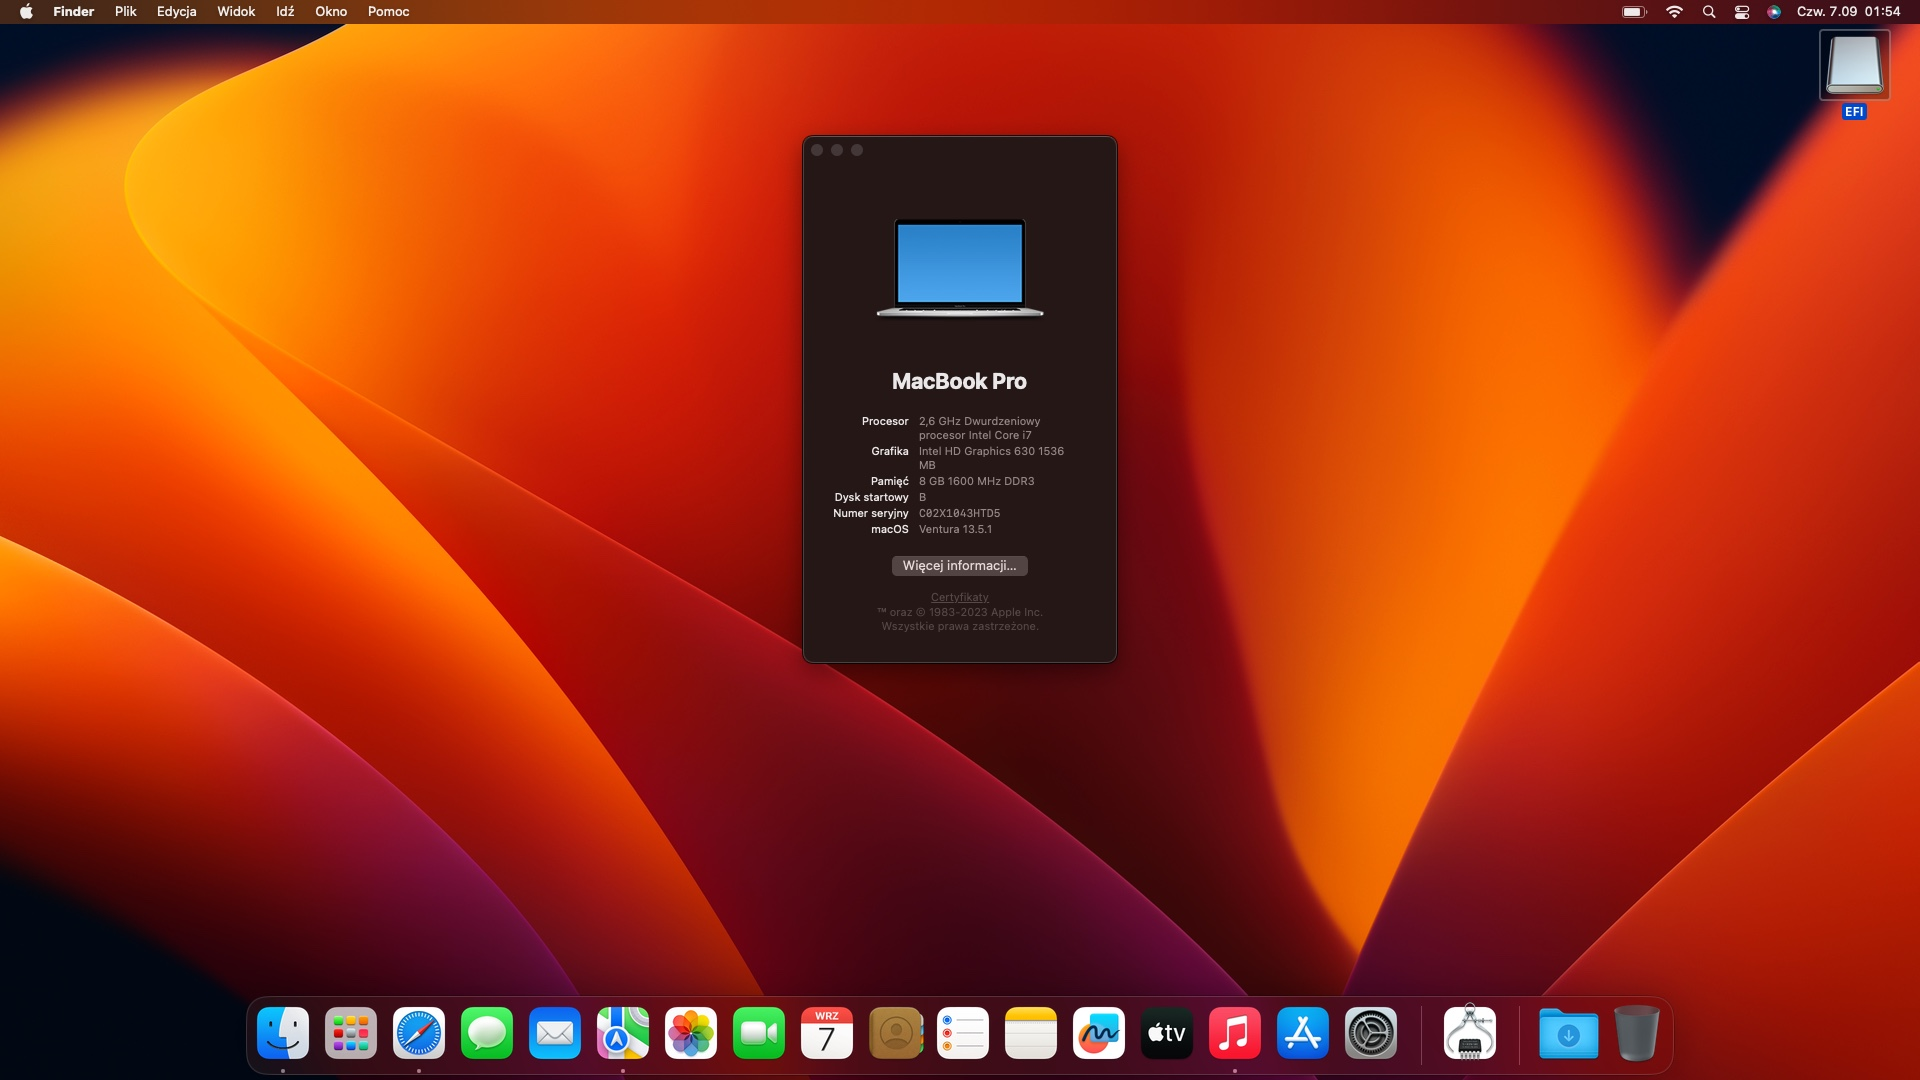 Finder Plik Edycja Widok Idź Okno Pomoc
Czw. 7.09 01:54
EFI
MacBook Pro
Procesor 2,6 GHz Dwurdzeniowy
procesor Intel Core i7
Grafika Intel HD Graphics 630 1536
MB
Pamięć 8 GB 1600 MHz DDR3
Dysk startowy B
Numer seryjny C02X1043HTD5
macOS Ventura 13.5.1
Więcej informacji...
Certyfikaty
™ oraz © 1983–2023 Apple Inc.
Wszystkie prawa zastrzeżone.
WRZ
7
tv